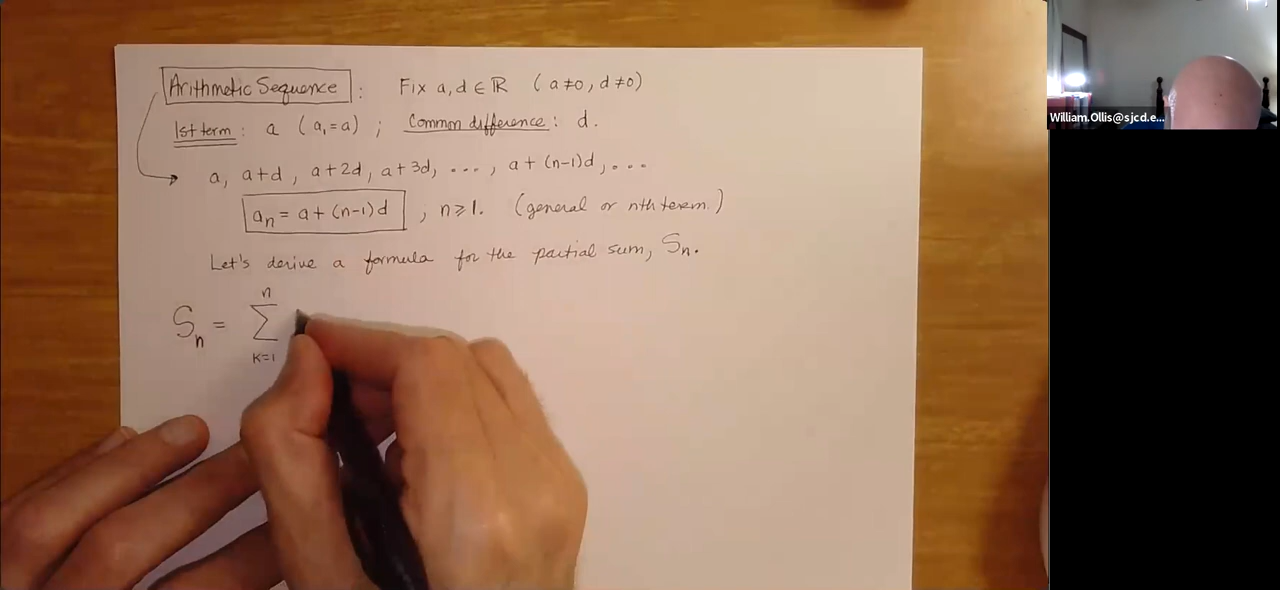 Arithmetic Sequence : Fix a, d ∈ ℝ (a≠0, d≠0)
1st term: a (a₁=a) ; Common difference: d.
a, a+d, a+2d, a+3d, ..., a+(n-1)d, ...
aₙ = a+(n-1)d ; n≥1. (general or nth term.)
Let's derive a formula for the partial sum, Sₙ.
n
Sₙ = Σ
K=1
William.Ollis@sjcd.e...